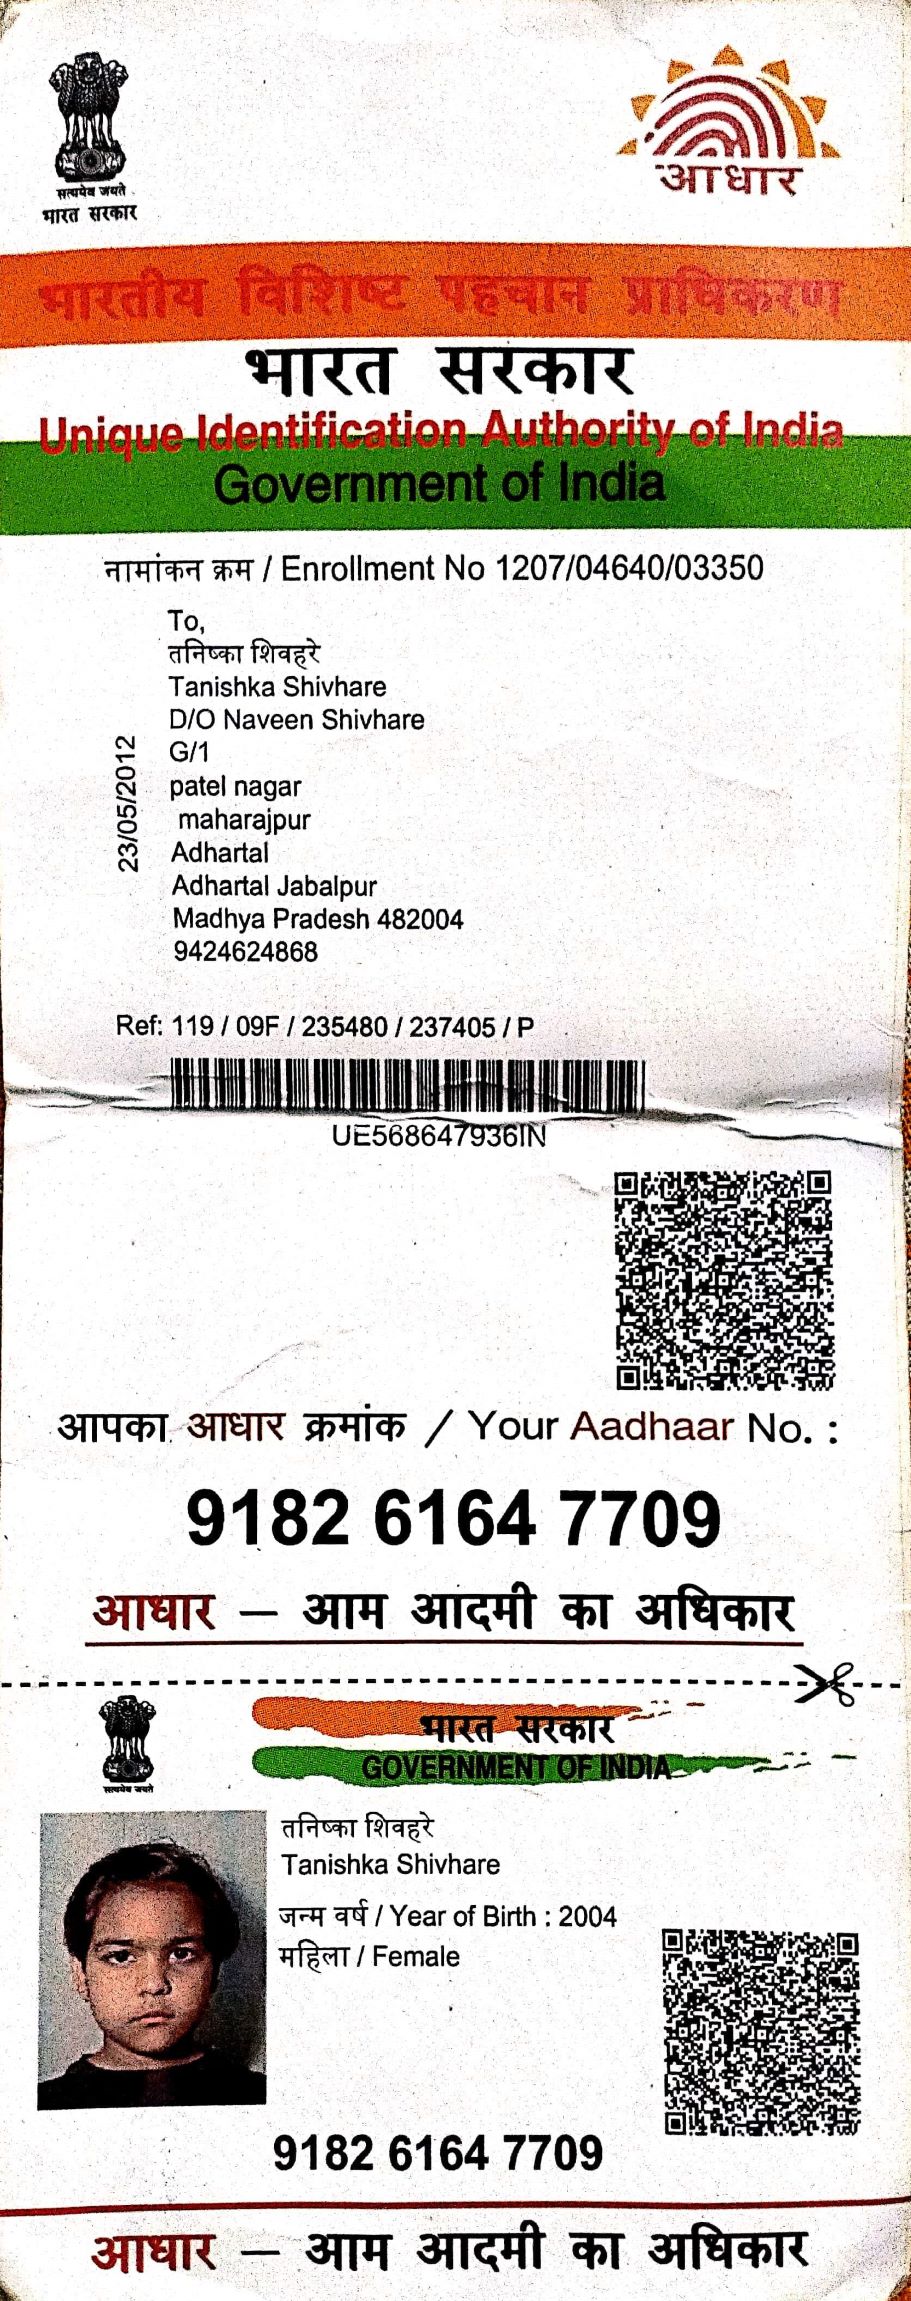 सत्यमेव जयते
भारत सरकार
आधार
भारतीय विशिष्ट पहचान प्राधिकरण
भारत सरकार
Unique Identification Authority of India
Government of India
नामांकन क्रम / Enrollment No 1207/04640/03350
To,
तनिष्का शिवहरे
Tanishka Shivhare
D/O Naveen Shivhare
G/1
patel nagar
maharajpur
Adhartal
Adhartal Jabalpur
Madhya Pradesh 482004
9424624868
23/05/2012
Ref: 119 / 09F / 235480 / 237405 / P
UE568647936IN
आपका आधार क्रमांक / Your Aadhaar No. :
9182 6164 7709
आधार — आम आदमी का अधिकार
सत्यमेव जयते
भारत सरकार
GOVERNMENT OF INDIA
तनिष्का शिवहरे
Tanishka Shivhare
जन्म वर्ष / Year of Birth : 2004
महिला / Female
9182 6164 7709
आधार — आम आदमी का अधिकार